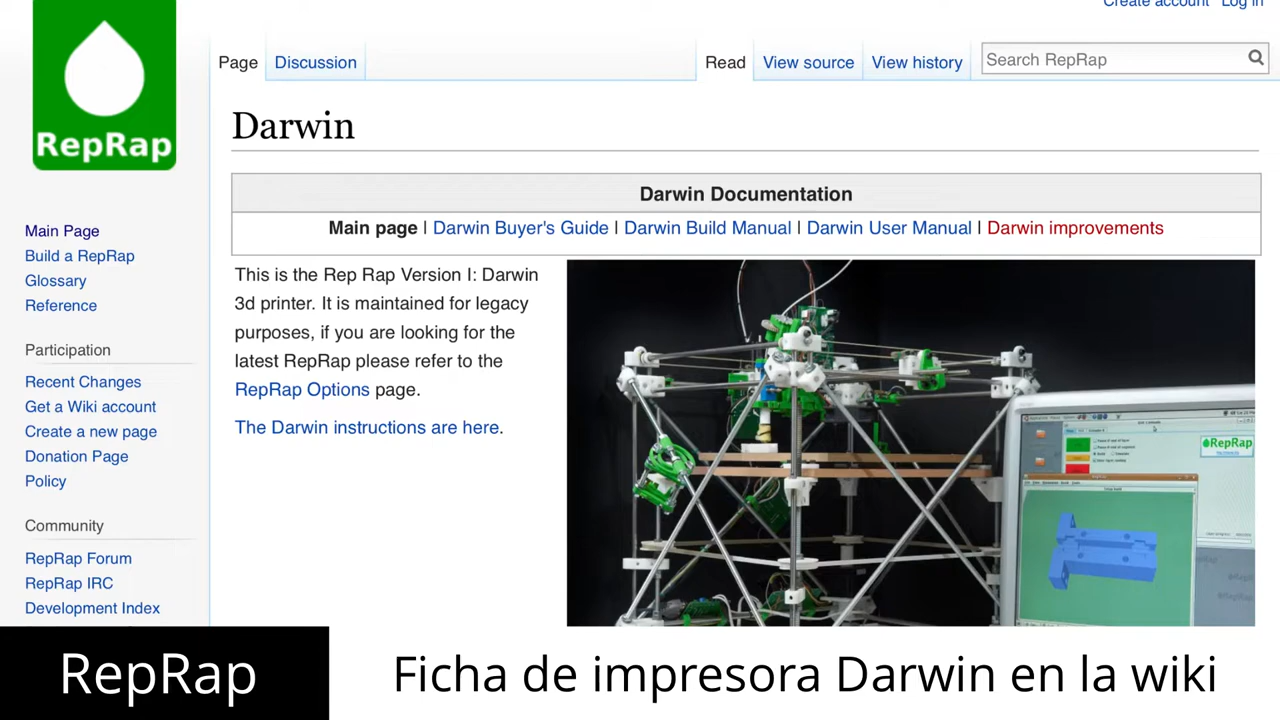 Create account Log in
RepRap
Page Discussion Read View source View history Search RepRap
Darwin
Darwin Documentation
Main page | Darwin Buyer's Guide | Darwin Build Manual | Darwin User Manual | Darwin improvements
This is the Rep Rap Version I: Darwin
3d printer. It is maintained for legacy
purposes, if you are looking for the
latest RepRap please refer to the
RepRap Options page.
The Darwin instructions are here.
Main Page
Build a RepRap
Glossary
Reference
Participation
Recent Changes
Get a Wiki account
Create a new page
Donation Page
Policy
Community
RepRap Forum
RepRap IRC
Development Index
RepRap
RepRap
Ficha de impresora Darwin en la wiki